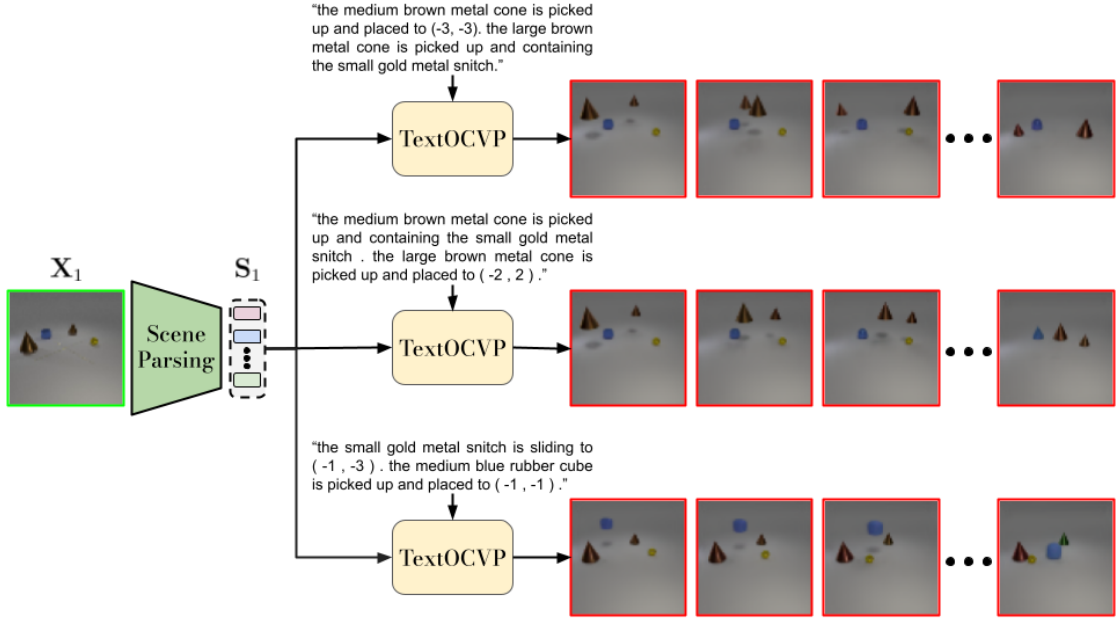 “the medium brown metal cone is picked
up and placed to (-3, -3). the large brown
metal cone is picked up and containing
the small gold metal snitch.”
TextOCVP
“the medium brown metal cone is picked
up and containing the small gold metal
snitch . the large brown metal cone is
picked up and placed to ( -2 , 2 ) .”
X1
S1
Scene
Parsing
TextOCVP
“the small gold metal snitch is sliding to
( -1 , -3 ) . the medium blue rubber cube
is picked up and placed to ( -1 , -1 ) .”
TextOCVP